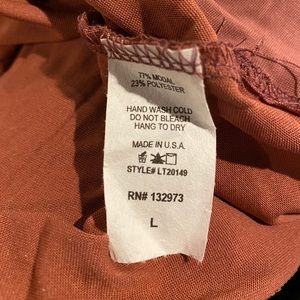 77% MODAL
23% POLYESTER
HAND WASH COLD
DO NOT BLEACH
HANG TO DRY
MADE IN U.S.A.
STYLE# LT20149
RN# 132973
L